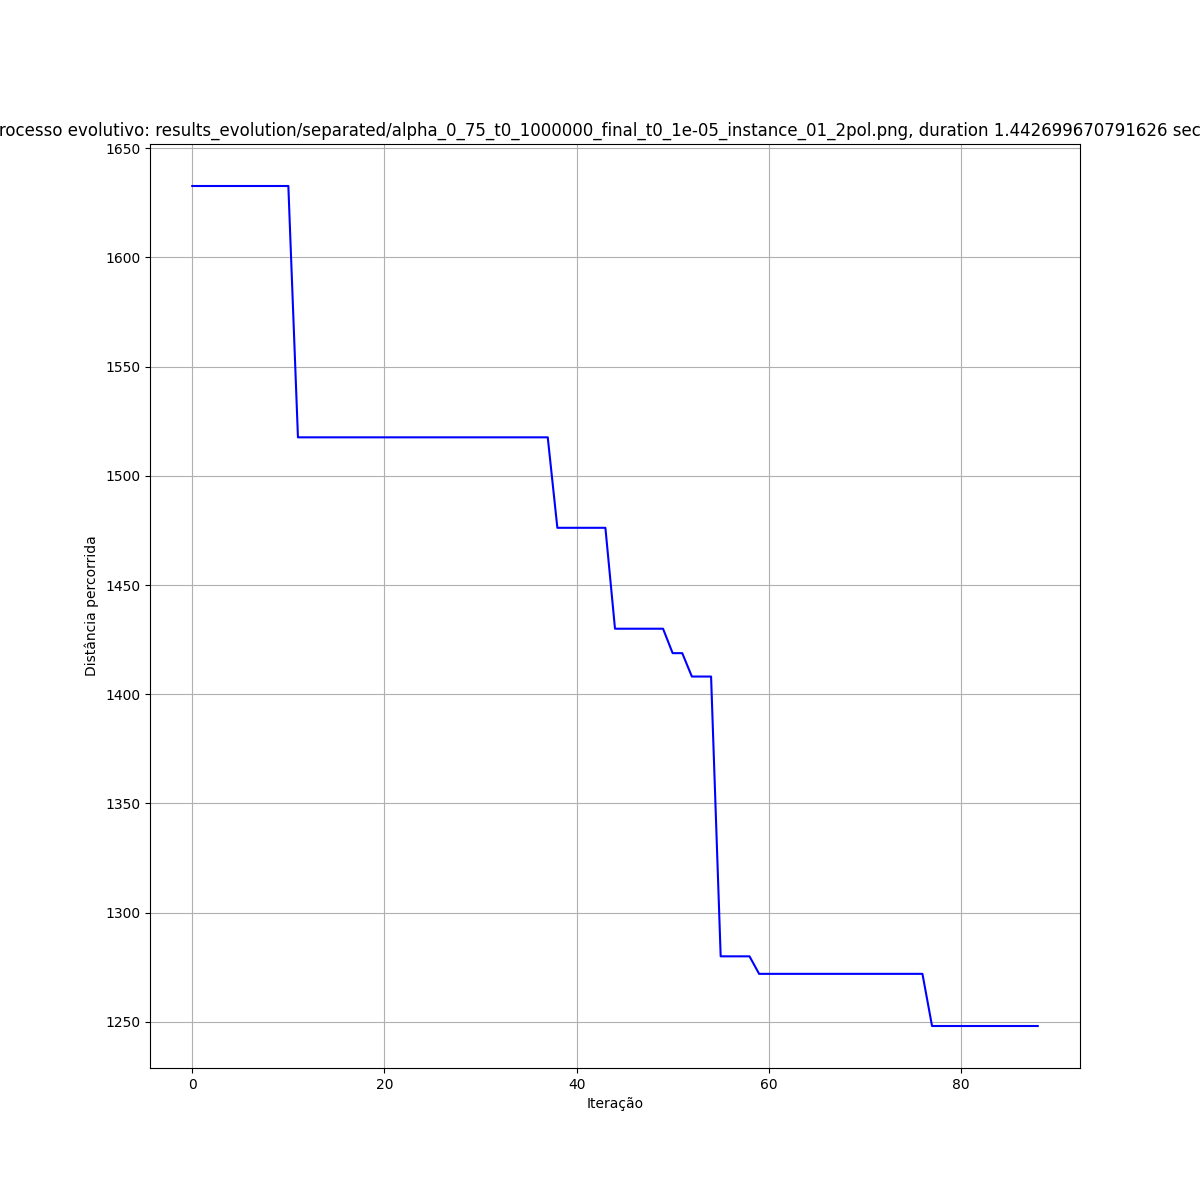 rocesso evolutivo: results_evolution/separated/alpha_0_75_t0_1000000_final_t0_1e-05_instance_01_2pol.png, duration 1.442699670791626 sec
1650
1600
1550
1500
1450
1400
1350
1300
1250
Distância percorrida
0 20 40 60 80
Iteração